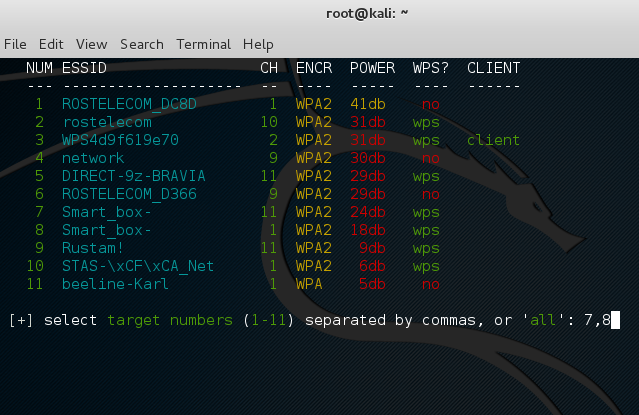 root@kali: ~
File Edit View Search Terminal Help
NUM ESSID CH ENCR POWER WPS? CLIENT
--- -------------------- -- ---- ----- ---- ------
1 ROSTELECOM_DC8D 1 WPA2 41db no
2 rostelecom 10 WPA2 31db wps
3 WPS4d9f619e70 2 WPA2 31db wps client
4 network 9 WPA2 30db no
5 DIRECT-9z-BRAVIA 11 WPA2 29db wps
6 ROSTELECOM_D366 9 WPA2 29db no
7 Smart_box- 11 WPA2 24db wps
8 Smart_box- 1 WPA2 18db wps
9 Rustam! 11 WPA2 9db wps
10 STAS-\xCF\xCA_Net 1 WPA2 6db wps
11 beeline-Karl 1 WPA 5db no
[+] select target numbers (1-11) separated by commas, or 'all': 7,8